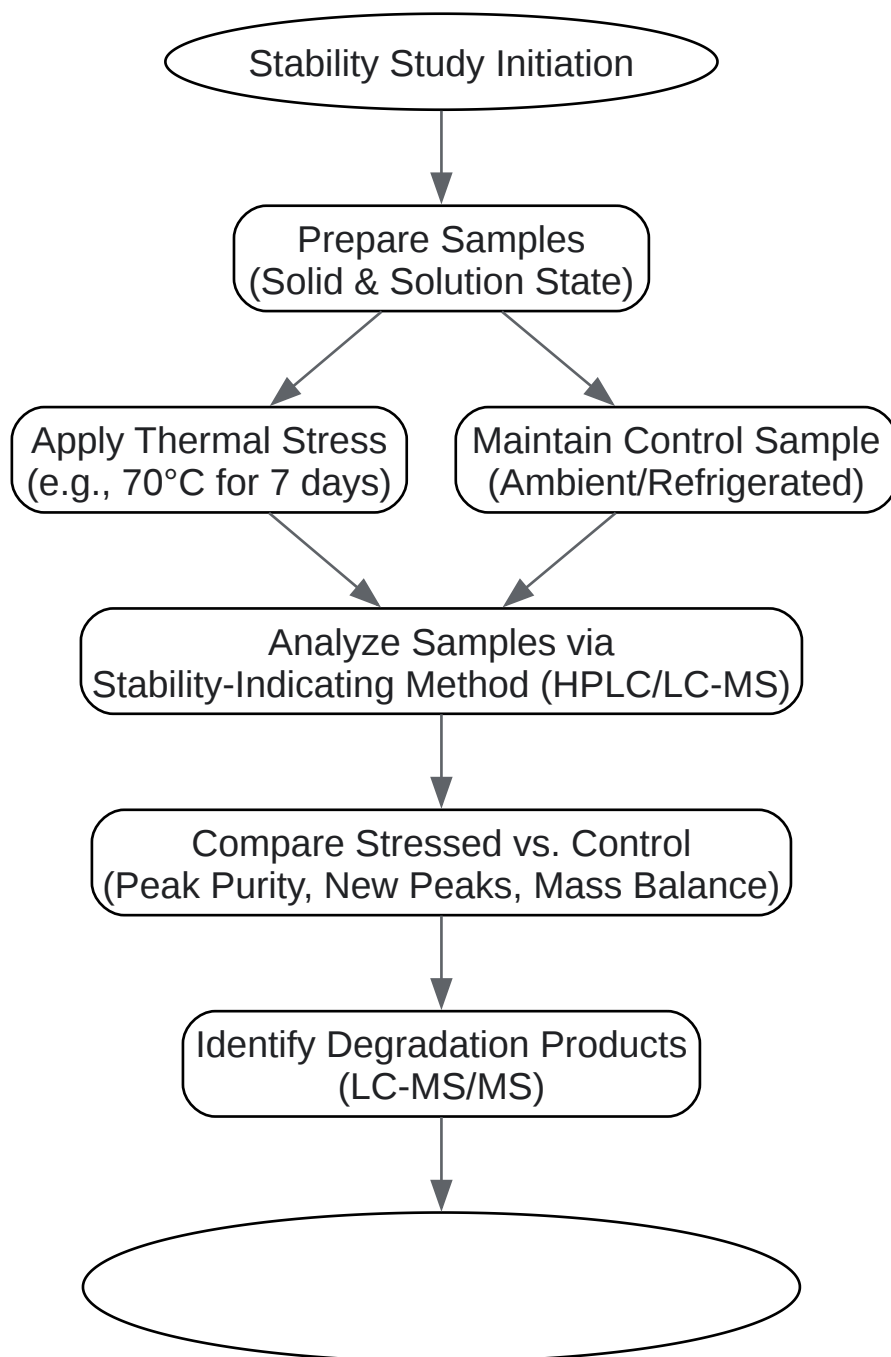 Stability Study Initiation
Prepare Samples
(Solid & Solution State)
Apply Thermal Stress
(e.g., 70°C for 7 days)
Maintain Control Sample
(Ambient/Refrigerated)
Analyze Samples via
Stability-Indicating Method (HPLC/LC-MS)
Compare Stressed vs. Control
(Peak Purity, New Peaks, Mass Balance)
Identify Degradation Products
(LC-MS/MS)